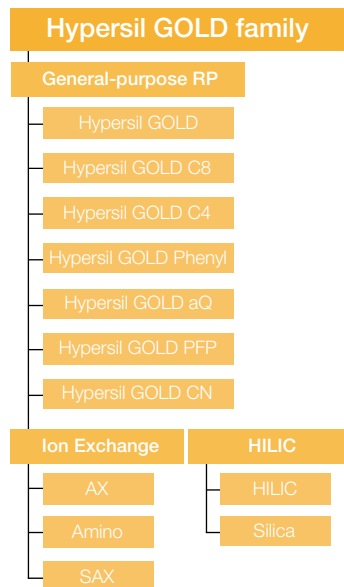 Hypersil GOLD family
General-purpose RP
Hypersil GOLD
Hypersil GOLD C8
Hypersil GOLD C4
Hypersil GOLD Phenyl
Hypersil GOLD aQ
Hypersil GOLD PFP
Hypersil GOLD CN
Ion Exchange
AX
Amino
SAX
HILIC
HILIC
Silica